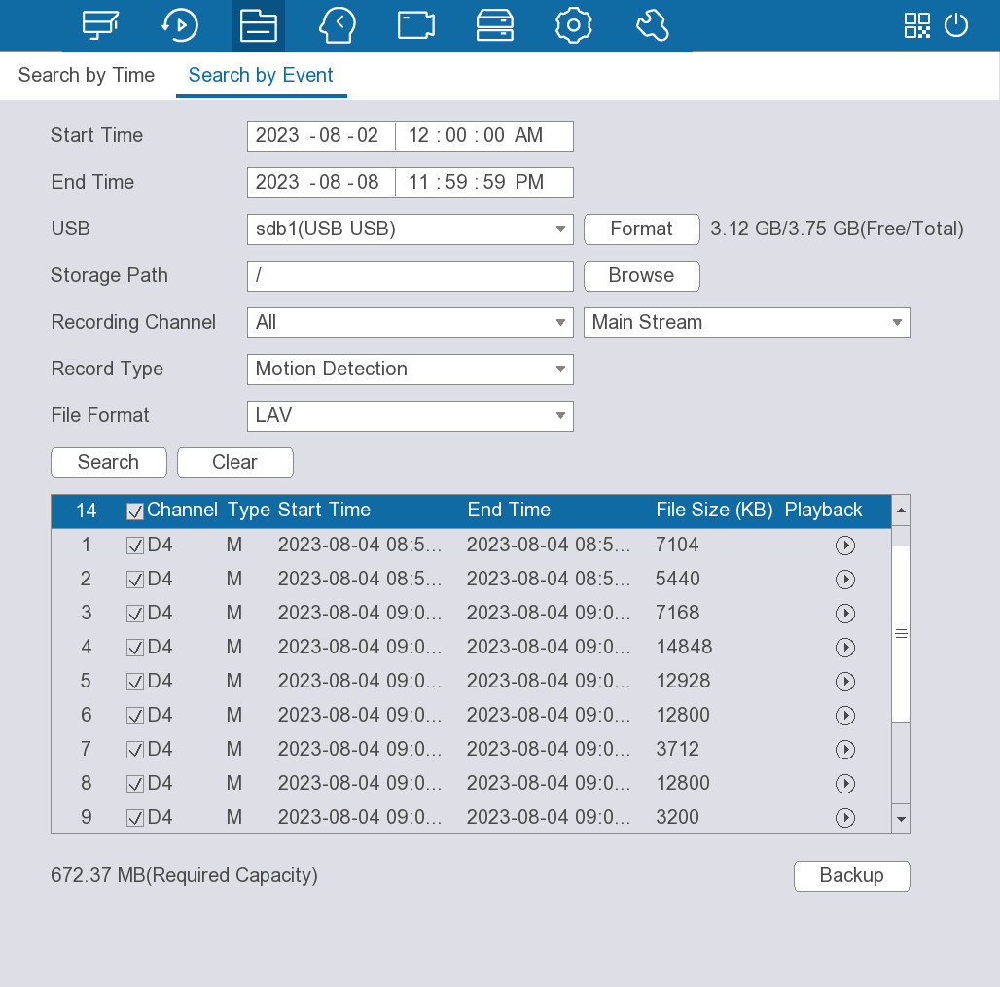 Search by Time Search by Event
Start Time 2023 -08 -02 12 : 00 : 00 AM
End Time 2023 -08 -08 11 : 59 : 59 PM
USB sdb1(USB USB) Format 3.12 GB/3.75 GB(Free/Total)
Storage Path / Browse
Recording Channel All Main Stream
Record Type Motion Detection
File Format LAV
Search Clear
14 Channel Type Start Time End Time File Size (KB) Playback
1 D4 M 2023-08-04 08:5... 2023-08-04 08:5... 7104
2 D4 M 2023-08-04 08:5... 2023-08-04 08:5... 5440
3 D4 M 2023-08-04 09:0... 2023-08-04 09:0... 7168
4 D4 M 2023-08-04 09:0... 2023-08-04 09:0... 14848
5 D4 M 2023-08-04 09:0... 2023-08-04 09:0... 12928
6 D4 M 2023-08-04 09:0... 2023-08-04 09:0... 12800
7 D4 M 2023-08-04 09:0... 2023-08-04 09:0... 3712
8 D4 M 2023-08-04 09:0... 2023-08-04 09:0... 12800
9 D4 M 2023-08-04 09:0... 2023-08-04 09:0... 3200
672.37 MB(Required Capacity) Backup